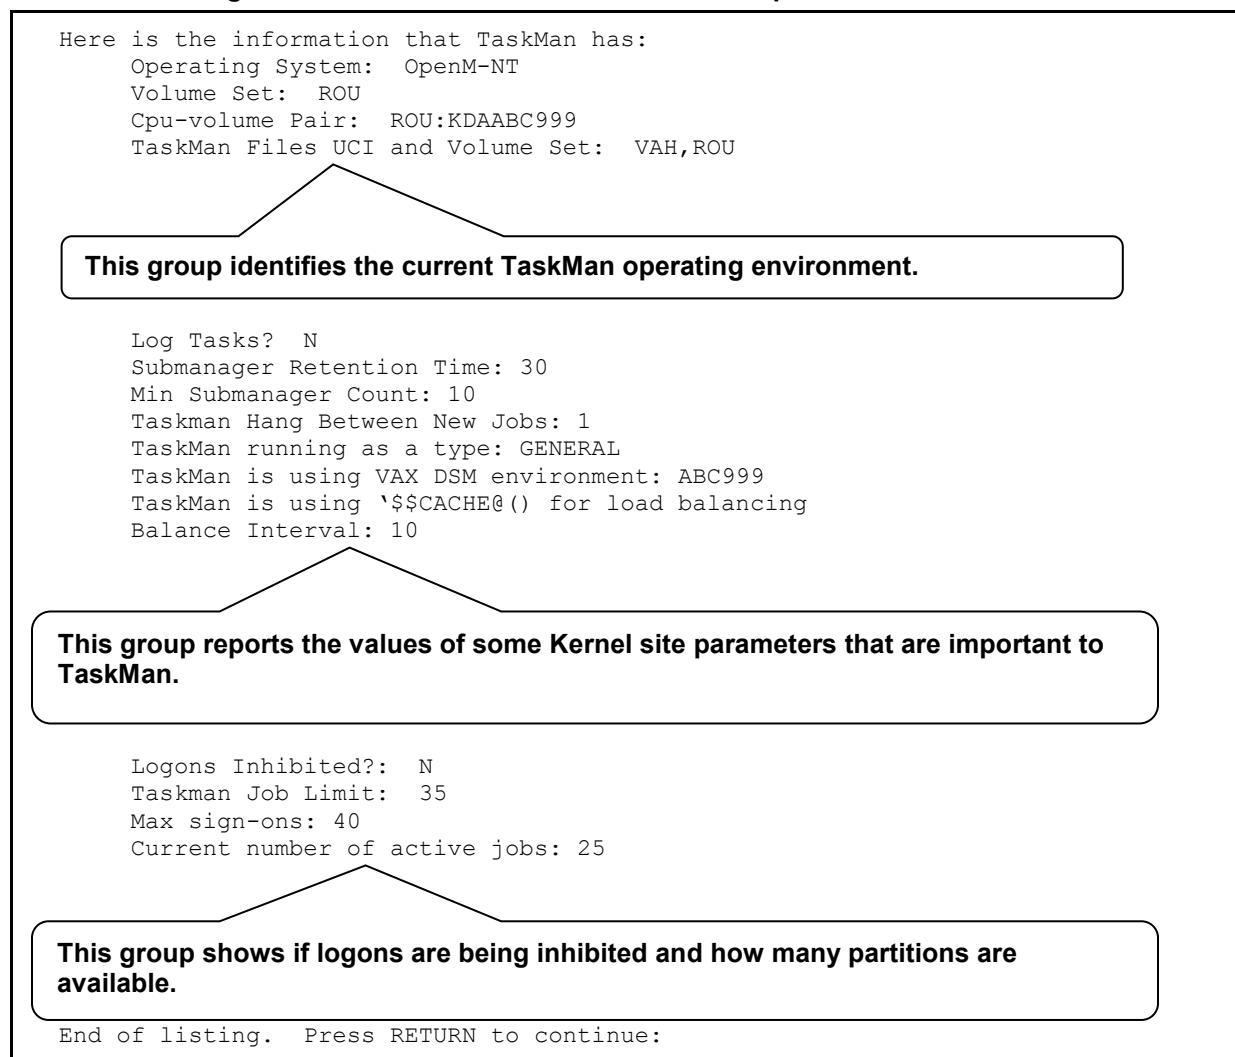 Here is the information that TaskMan has:
Operating System:  OpenM-NT
Volume Set:  ROU
Cpu-volume Pair:  ROU:KDAABC999
TaskMan Files UCI and Volume Set:  VAH,ROU
This group identifies the current TaskMan operating environment.
Log Tasks?  N
Submanager Retention Time: 30
Min Submanager Count: 10
Taskman Hang Between New Jobs: 1
TaskMan running as a type: GENERAL
TaskMan is using VAX DSM environment: ABC999
TaskMan is using ‘$$CACHE@() for load balancing
Balance Interval: 10
This group reports the values of some Kernel site parameters that are important to
TaskMan.
Logons Inhibited?:  N
Taskman Job Limit:  35
Max sign-ons: 40
Current number of active jobs: 25
This group shows if logons are being inhibited and how many partitions are
available.
End of listing.  Press RETURN to continue: